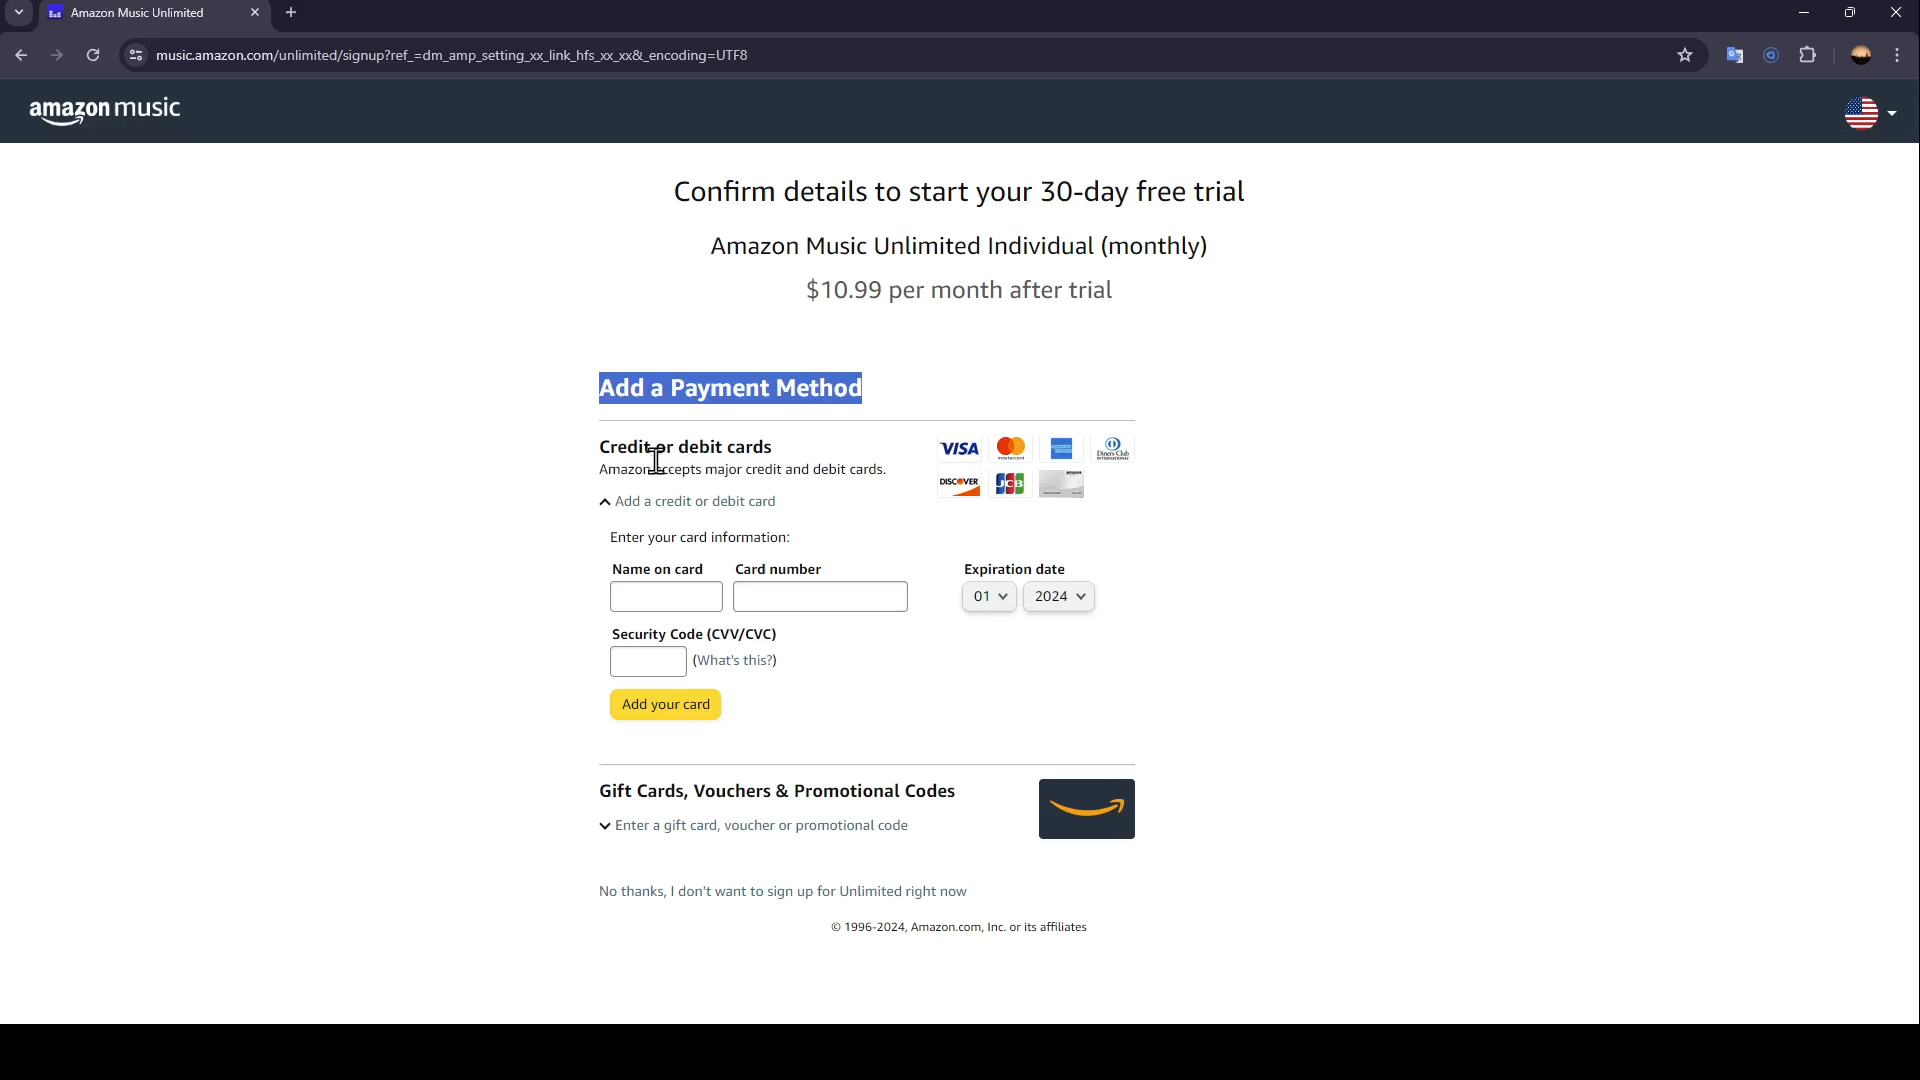 Amazon Music Unlimited
music.amazon.com/unlimited/signup?ref_=dm_amp_setting_xx_link_hfs_xx_xx&_encoding=UTF8
amazon music
Confirm details to start your 30-day free trial
Amazon Music Unlimited Individual (monthly)
$10.99 per month after trial
Add a Payment Method
Credit or debit cards
Amazon accepts major credit and debit cards.
VISA
mastercard
Diners Club
INTERNATIONAL
DISCOVER
JCB
amazon
Add a credit or debit card
Enter your card information:
Name on card Card number Expiration date
01 2024
Security Code (CVV/CVC)
(What's this?)
Add your card
Gift Cards, Vouchers & Promotional Codes
Enter a gift card, voucher or promotional code
No thanks, I don't want to sign up for Unlimited right now
© 1996-2024, Amazon.com, Inc. or its affiliates